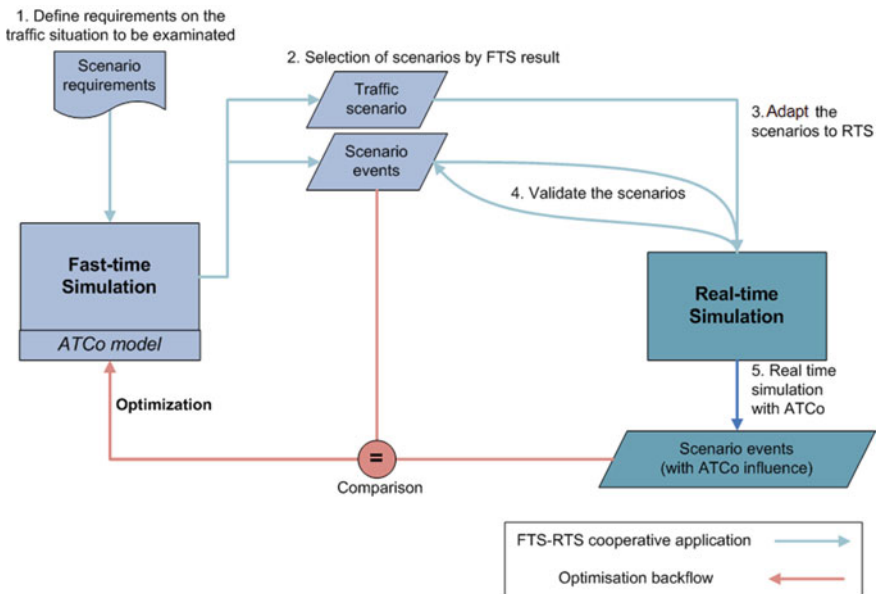 1. Define requirements on the
traffic situation to be examinated
Scenario
requirements
2. Selection of scenarios by FTS result
Traffic
scenario
3.Adapt the
scenarios to RTS
Scenario
events
4. Validate the scenarios
Fast-time
Simulation
ATCo model
Real-time
Simulation
5. Real time
simulation
with ATCo
Optimization
=
Comparison
Scenario events
(with ATCo influence)
FTS-RTS cooperative application
Optimisation backflow